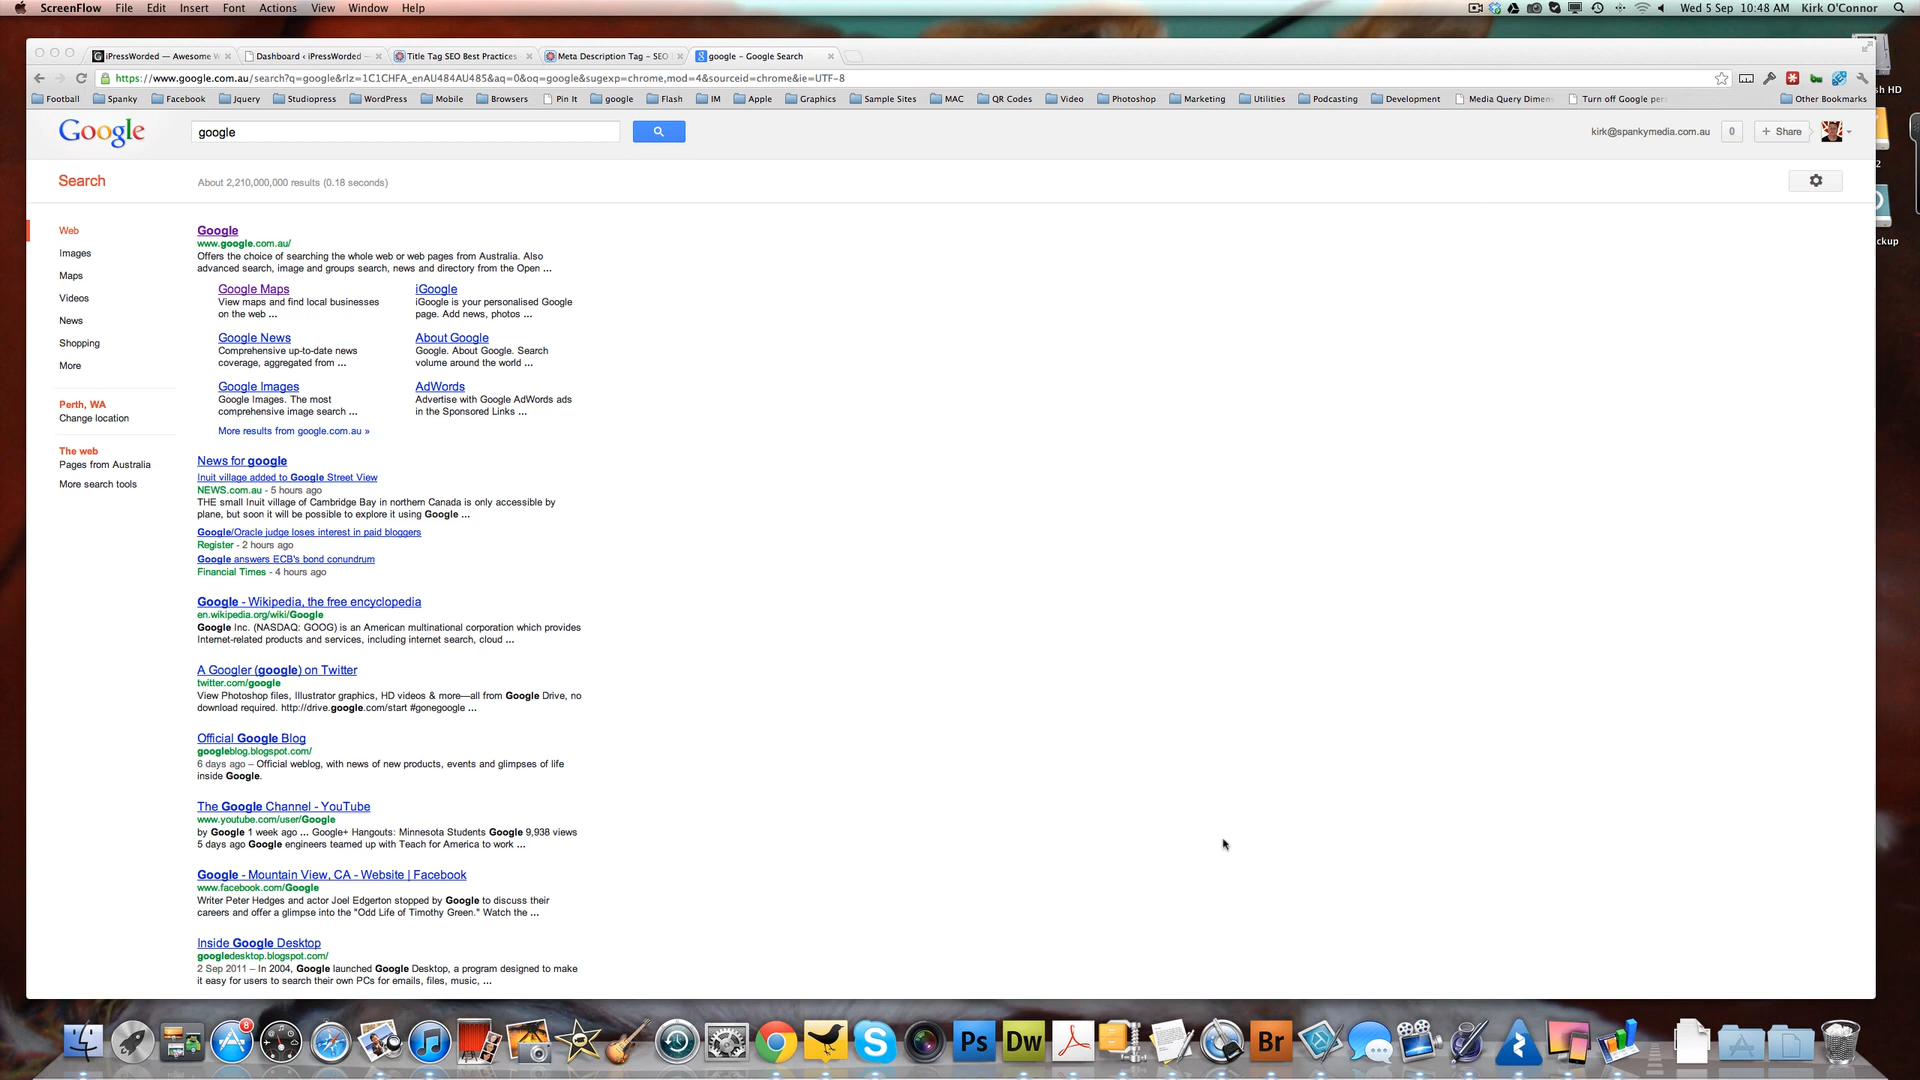 ScreenFlow File Edit Insert Font Actions View Window Help Wed 5 Sep 10:48 AM Kirk O'Connor
iPressWorded — Awesome W Dashboard ‹ iPressWorded — Title Tag SEO Best Practices Meta Description Tag - SEO google - Google Search
https://www.google.com.au/search?q=google&rlz=1C1CHFA_enAU484AU485&aq=0&oq=google&sugexp=chrome,mod=4&sourceid=chrome&ie=UTF-8
Football Spanky Facebook Jquery Studiopress WordPress Mobile Browsers Pin It google Flash IM Apple Graphics Sample Sites MAC QR Codes Video Photoshop Marketing Utilities Podcasting Development Media Query Dimens Turn off Google pers Other Bookmarks
Google google kirk@spankymedia.com.au 0 + Share
Search About 2,210,000,000 results (0.18 seconds)
Web
Images
Maps
Videos
News
Shopping
More
Perth, WA
Change location
The web
Pages from Australia
More search tools
Google
www.google.com.au/
Offers the choice of searching the whole web or web pages from Australia. Also
advanced search, image and groups search, news and directory from the Open ...
Google Maps
View maps and find local businesses
on the web ...
iGoogle
iGoogle is your personalised Google
page. Add news, photos ...
Google News
Comprehensive up-to-date news
coverage, aggregated from ...
About Google
Google. About Google. Search
volume around the world ...
Google Images
Google Images. The most
comprehensive image search ...
AdWords
Advertise with Google AdWords ads
in the Sponsored Links ...
More results from google.com.au »
News for google
Inuit village added to Google Street View
NEWS.com.au - 5 hours ago
THE small Inuit village of Cambridge Bay in northern Canada is only accessible by
plane, but soon it will be possible to explore it using Google ...
Google/Oracle judge loses interest in paid bloggers
Register - 2 hours ago
Google answers ECB's bond conundrum
Financial Times - 4 hours ago
Google - Wikipedia, the free encyclopedia
en.wikipedia.org/wiki/Google
Google Inc. (NASDAQ: GOOG) is an American multinational corporation which provides
Internet-related products and services, including internet search, cloud ...
A Googler (google) on Twitter
twitter.com/google
View Photoshop files, Illustrator graphics, HD videos & more—all from Google Drive, no
download required. http://drive.google.com/start #gonegoogle ...
Official Google Blog
googleblog.blogspot.com/
6 days ago – Official weblog, with news of new products, events and glimpses of life
inside Google.
The Google Channel - YouTube
www.youtube.com/user/Google
by Google 1 week ago ... Google+ Hangouts: Minnesota Students Google 9,938 views
5 days ago Google engineers teamed up with Teach for America to work ...
Google - Mountain View, CA - Website | Facebook
www.facebook.com/Google
Writer Peter Hedges and actor Joel Edgerton stopped by Google to discuss their
careers and offer a glimpse into the "Odd Life of Timothy Green." Watch the ...
Inside Google Desktop
googledesktop.blogspot.com/
2 Sep 2011 – In 2004, Google launched Google Desktop, a program designed to make
it easy for users to search their own PCs for emails, files, music, ...
sh HD
2
ckup
8
Ps Dw Br